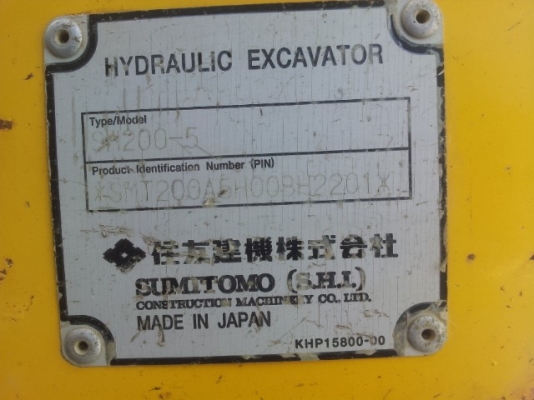 HYDRAULIC EXCAVATOR
Type/Model
SH200-5
Product Identification Number (PIN)
*SMT200A5H00BH2201*
住友建機株式会社
SUMITOMO (S.H.I.)
CONSTRUCTION MACHINERY CO., LTD.
MADE IN JAPAN
KHP15800-00